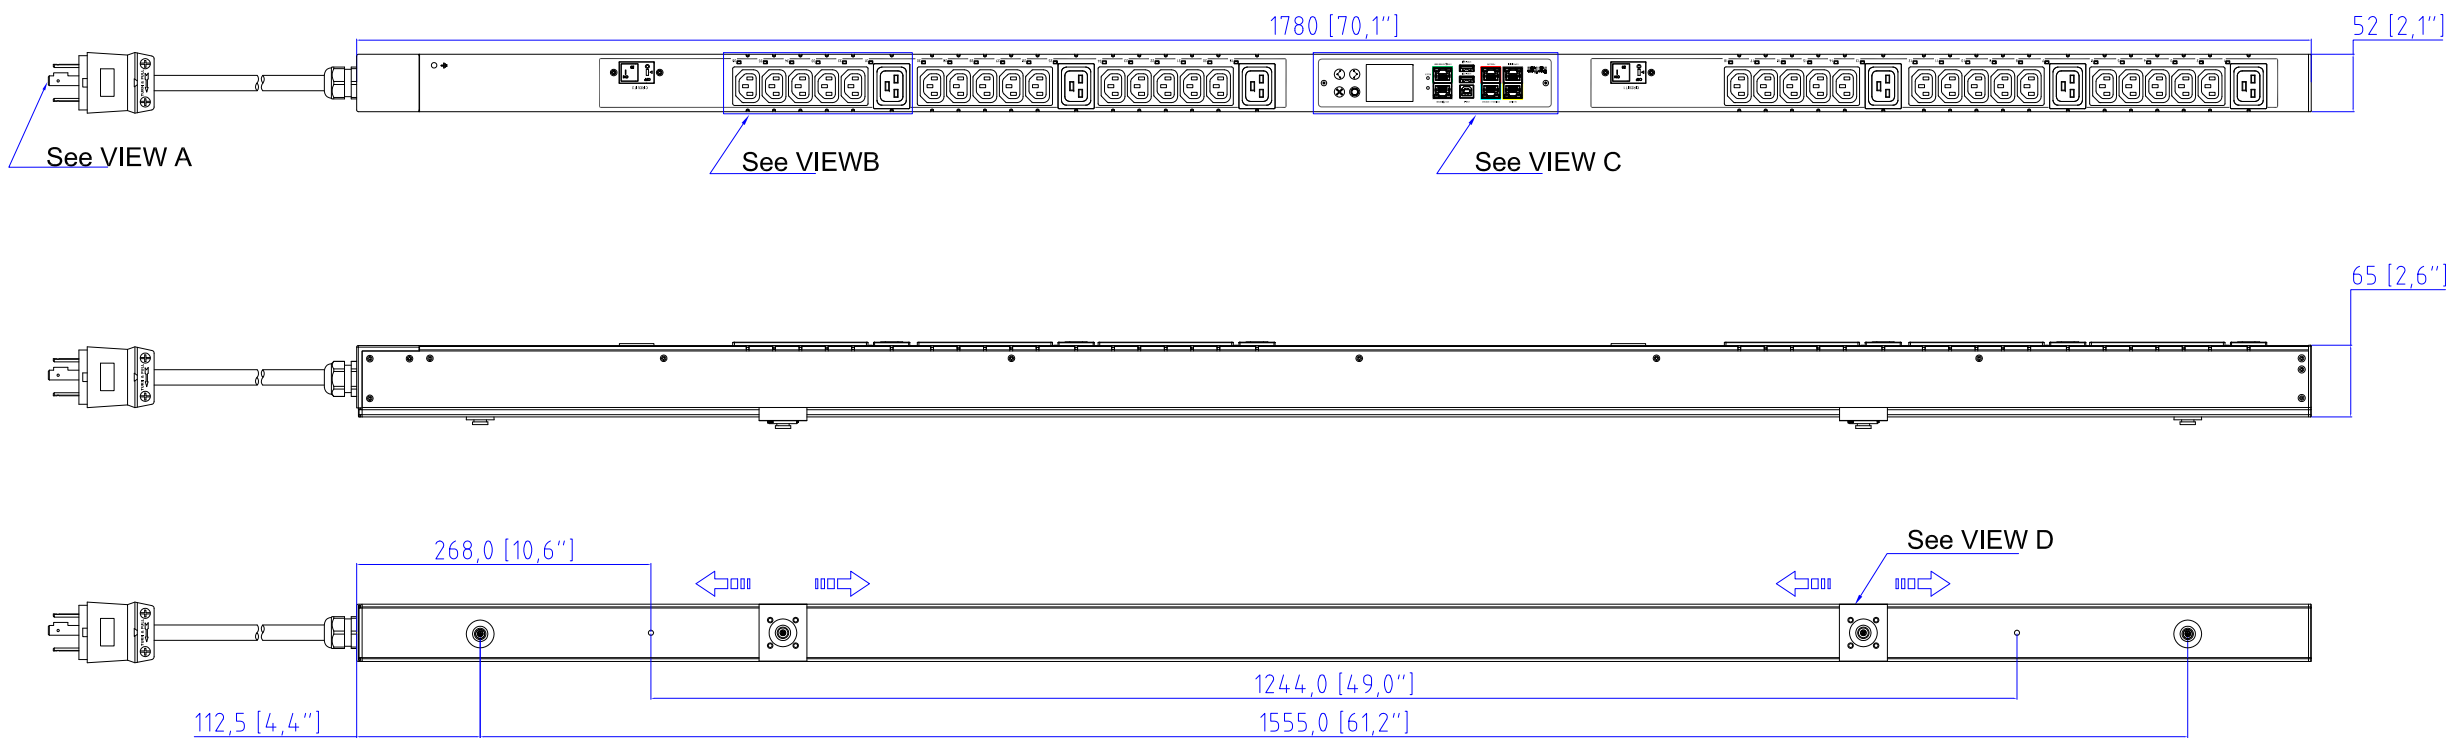 1780 [70,1"]
52 [2,1"]
See VIEW A
See VIEWB
See VIEW C
65 [2,6"]
See VIEW D
268,0 [10,6"]
1244,0 [49,0"]
112,5 [4,4"]
1555,0 [61,2"]